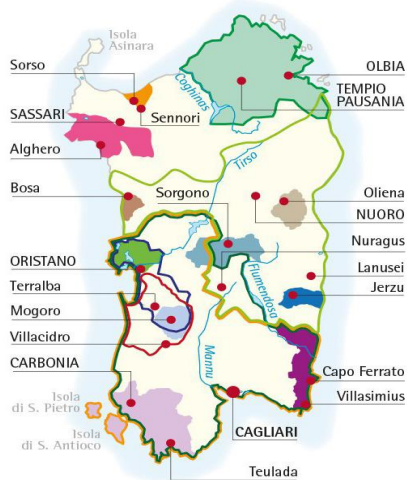 Isola
Asinara
Sorso
OLBIA
TEMPIO
PAUSANIA
Coghinas
SASSARI
Sennori
Alghero
Tirso
Bosa
Sorgono
Oliena
NUORO
Nuragus
ORISTANO
Lanusei
Terralba
Flumendosa
Jerzu
Mogoro
Villacidro
Mannu
CARBONIA
Capo Ferrato
Isola
di S. Pietro
Villasimius
Isola
di S. Antioco
CAGLIARI
Teulada